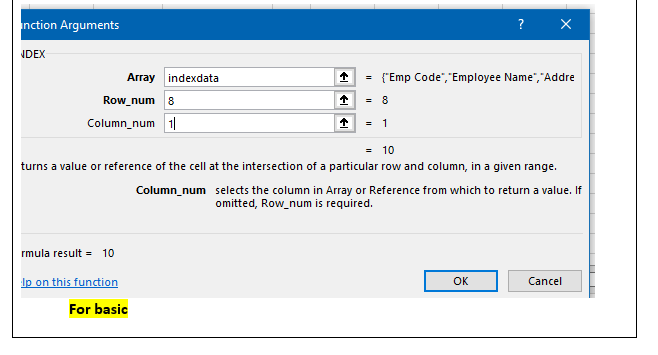 unction Arguments ? ×
NDEX
Array indexdata = {"Emp Code","Employee Name","Addre
Row_num 8 = 8
Column_num 1 = 1
= 10
turns a value or reference of the cell at the intersection of a particular row and column, in a given range.
Column_num selects the column in Array or Reference from which to return a value. If
omitted, Row_num is required.
rmula result = 10
elp on this function OK Cancel
For basic